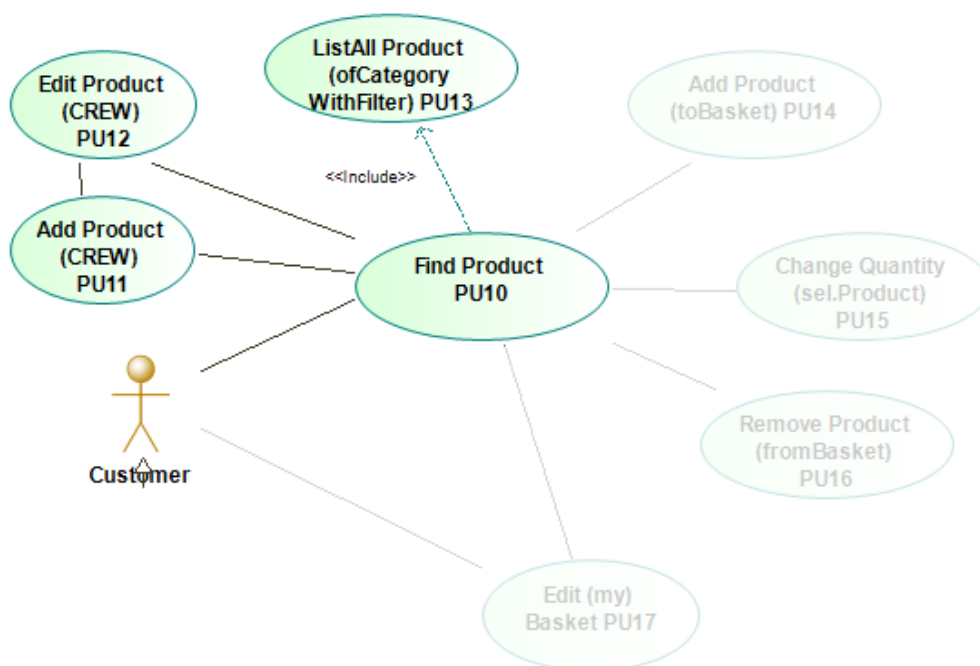 ListAll Product
(ofCategory
WithFilter) PU13
Edit Product
(CREW)
PU12
Add Product
(toBasket) PU14
<<Include>>
Add Product
(CREW)
PU11
Find Product
PU10
Change Quantity
(sel.Product)
PU15
Remove Product
(fromBasket)
PU16
Customer
Edit (my)
Basket PU17